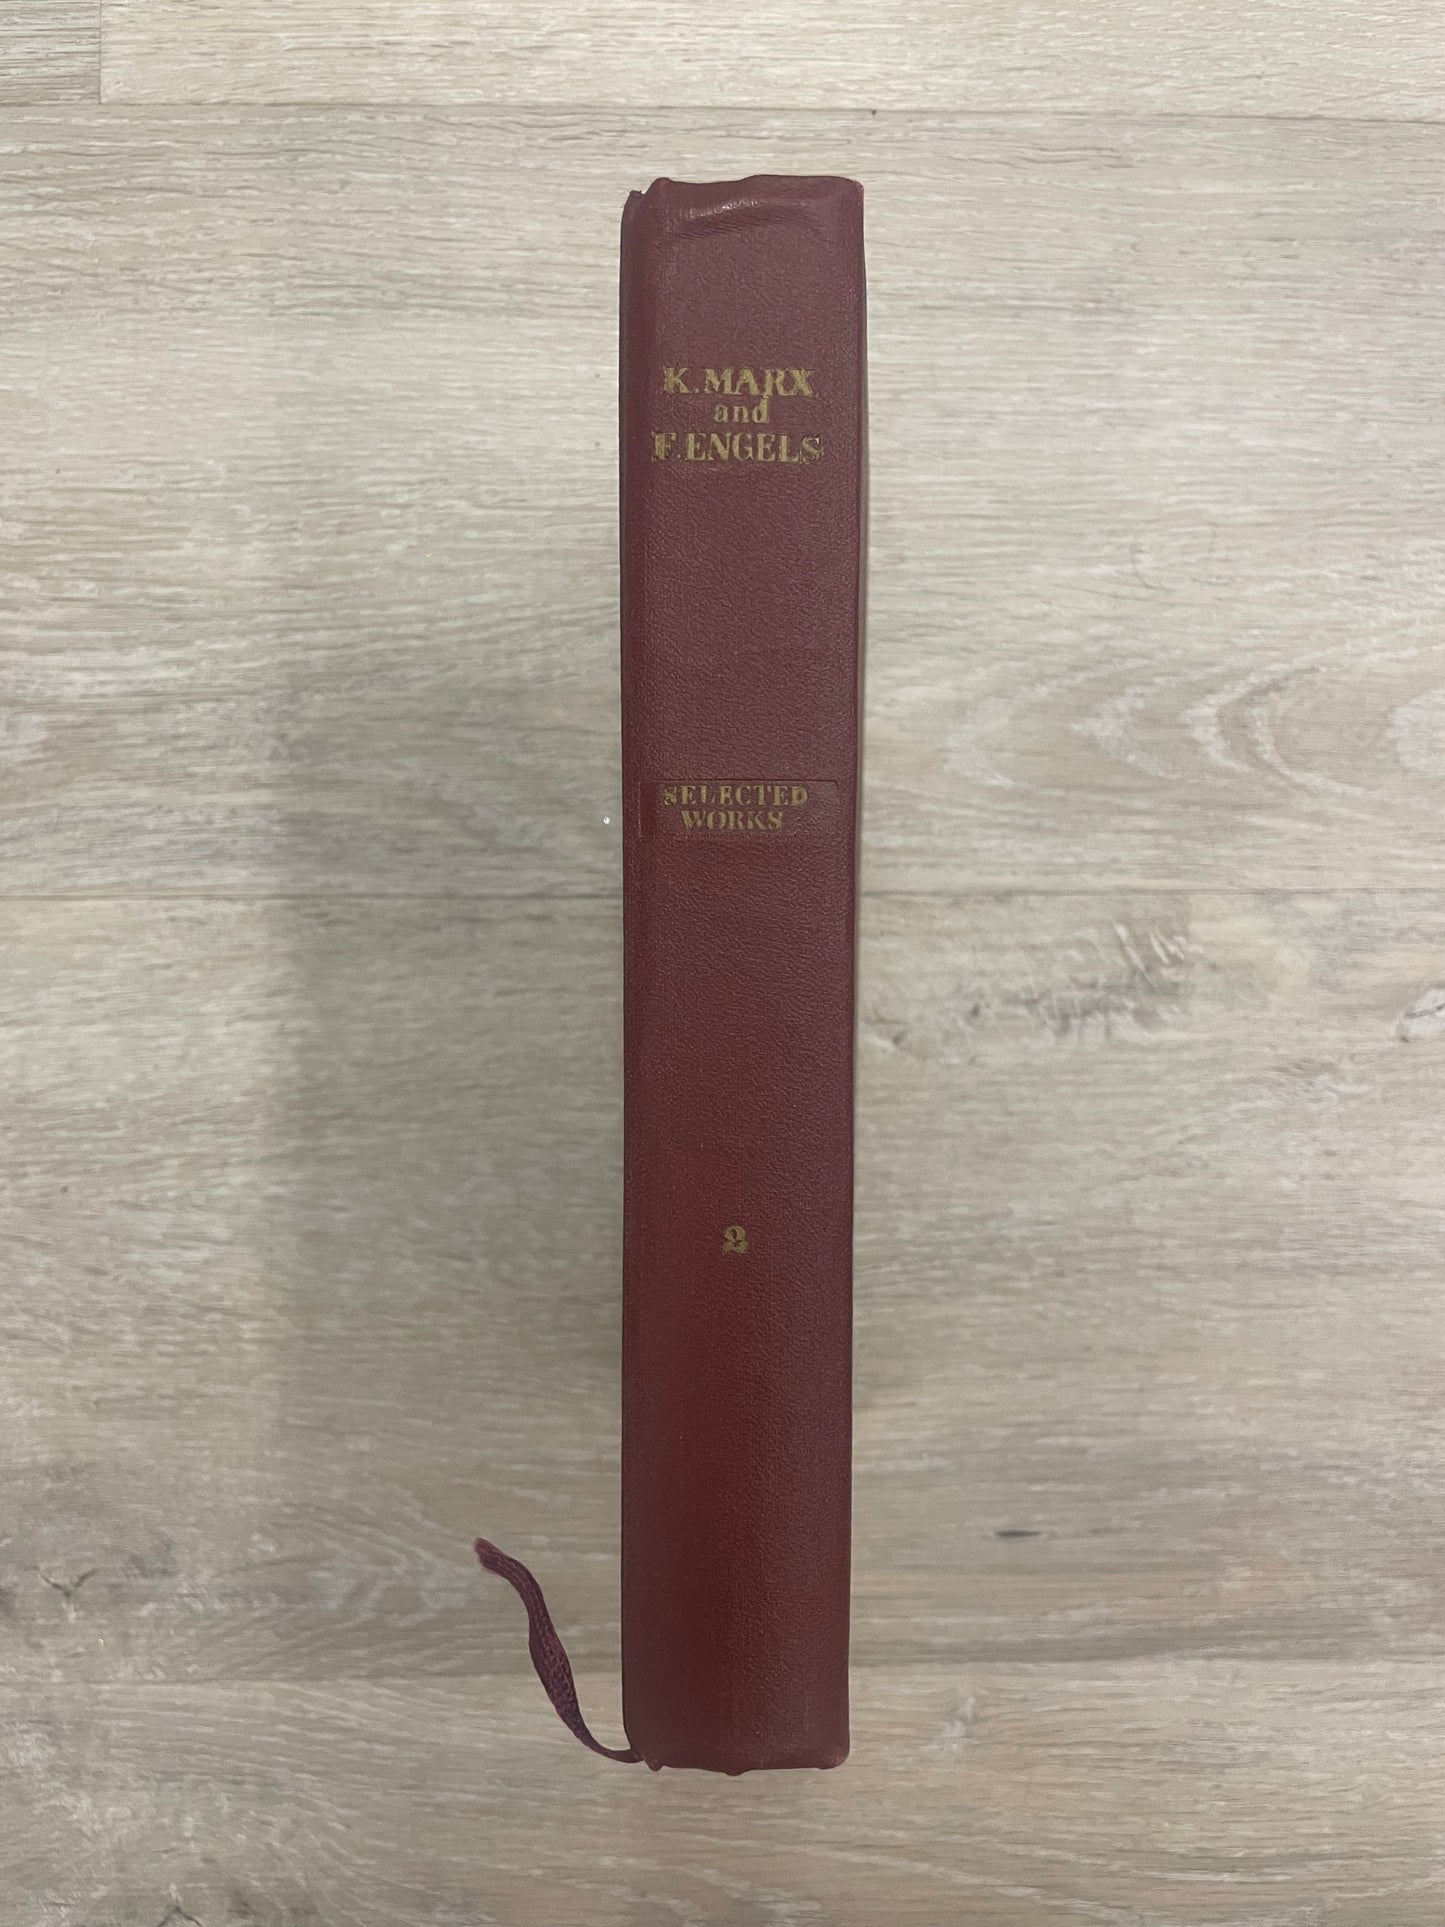 K. MARX
and
F. ENGELS
SELECTED
WORKS
2